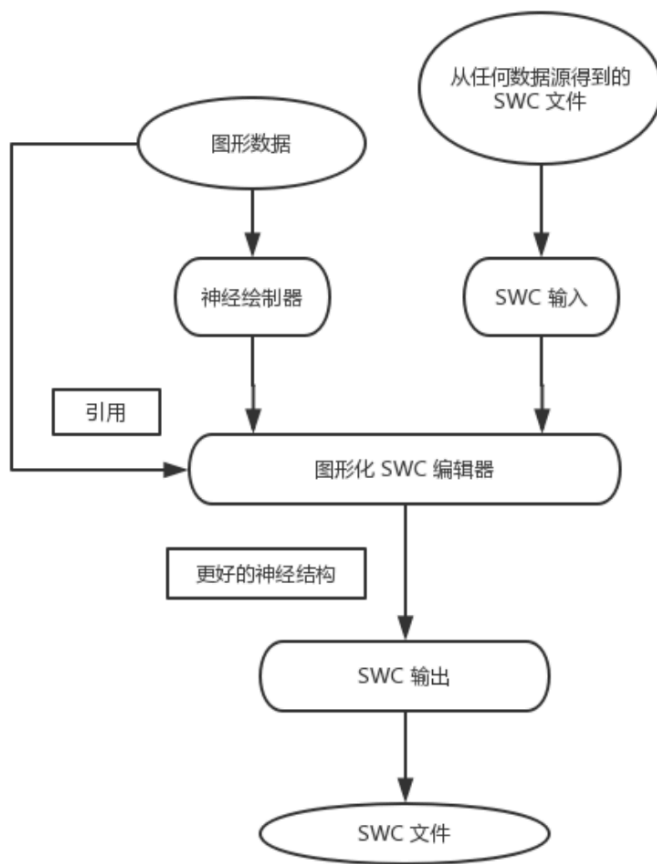 从任何数据源得到的
SWC 文件
图形数据
神经绘制器
SWC 输入
引用
图形化 SWC 编辑器
更好的神经结构
SWC 输出
SWC 文件